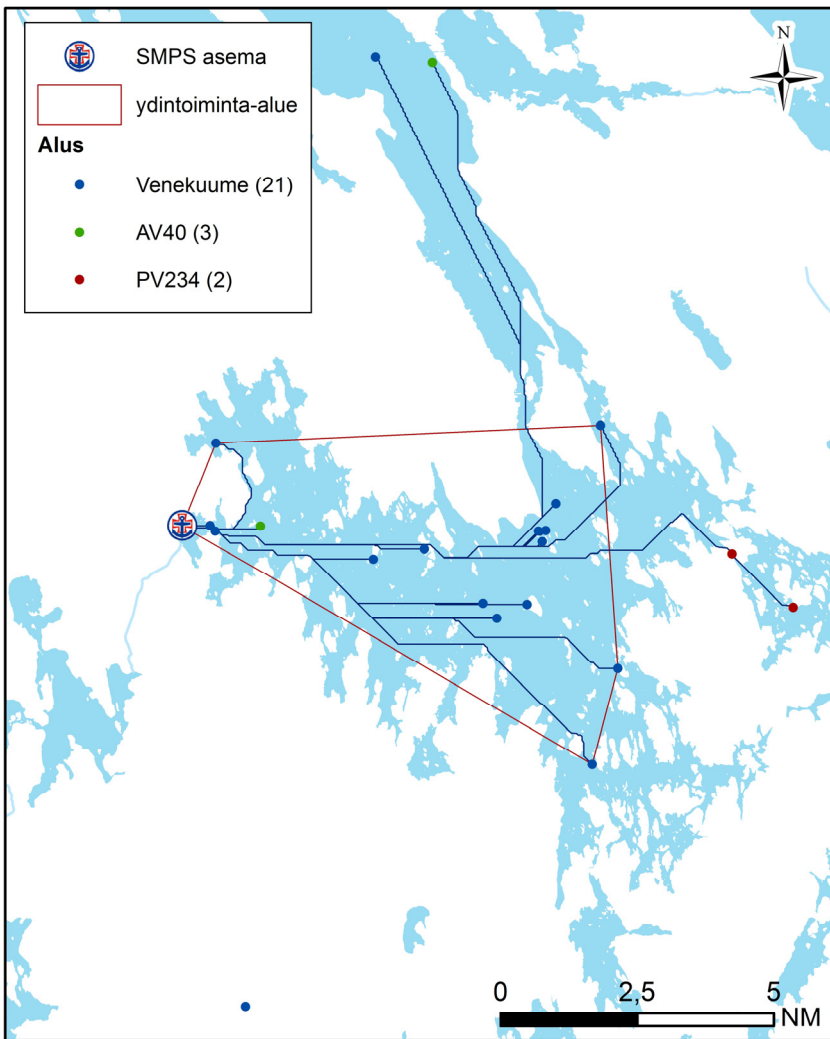 SMPS asema
ydintoiminta-alue
Alus
Venekuume (21)
AV40 (3)
PV234 (2)
N
0 2,5 5
NM